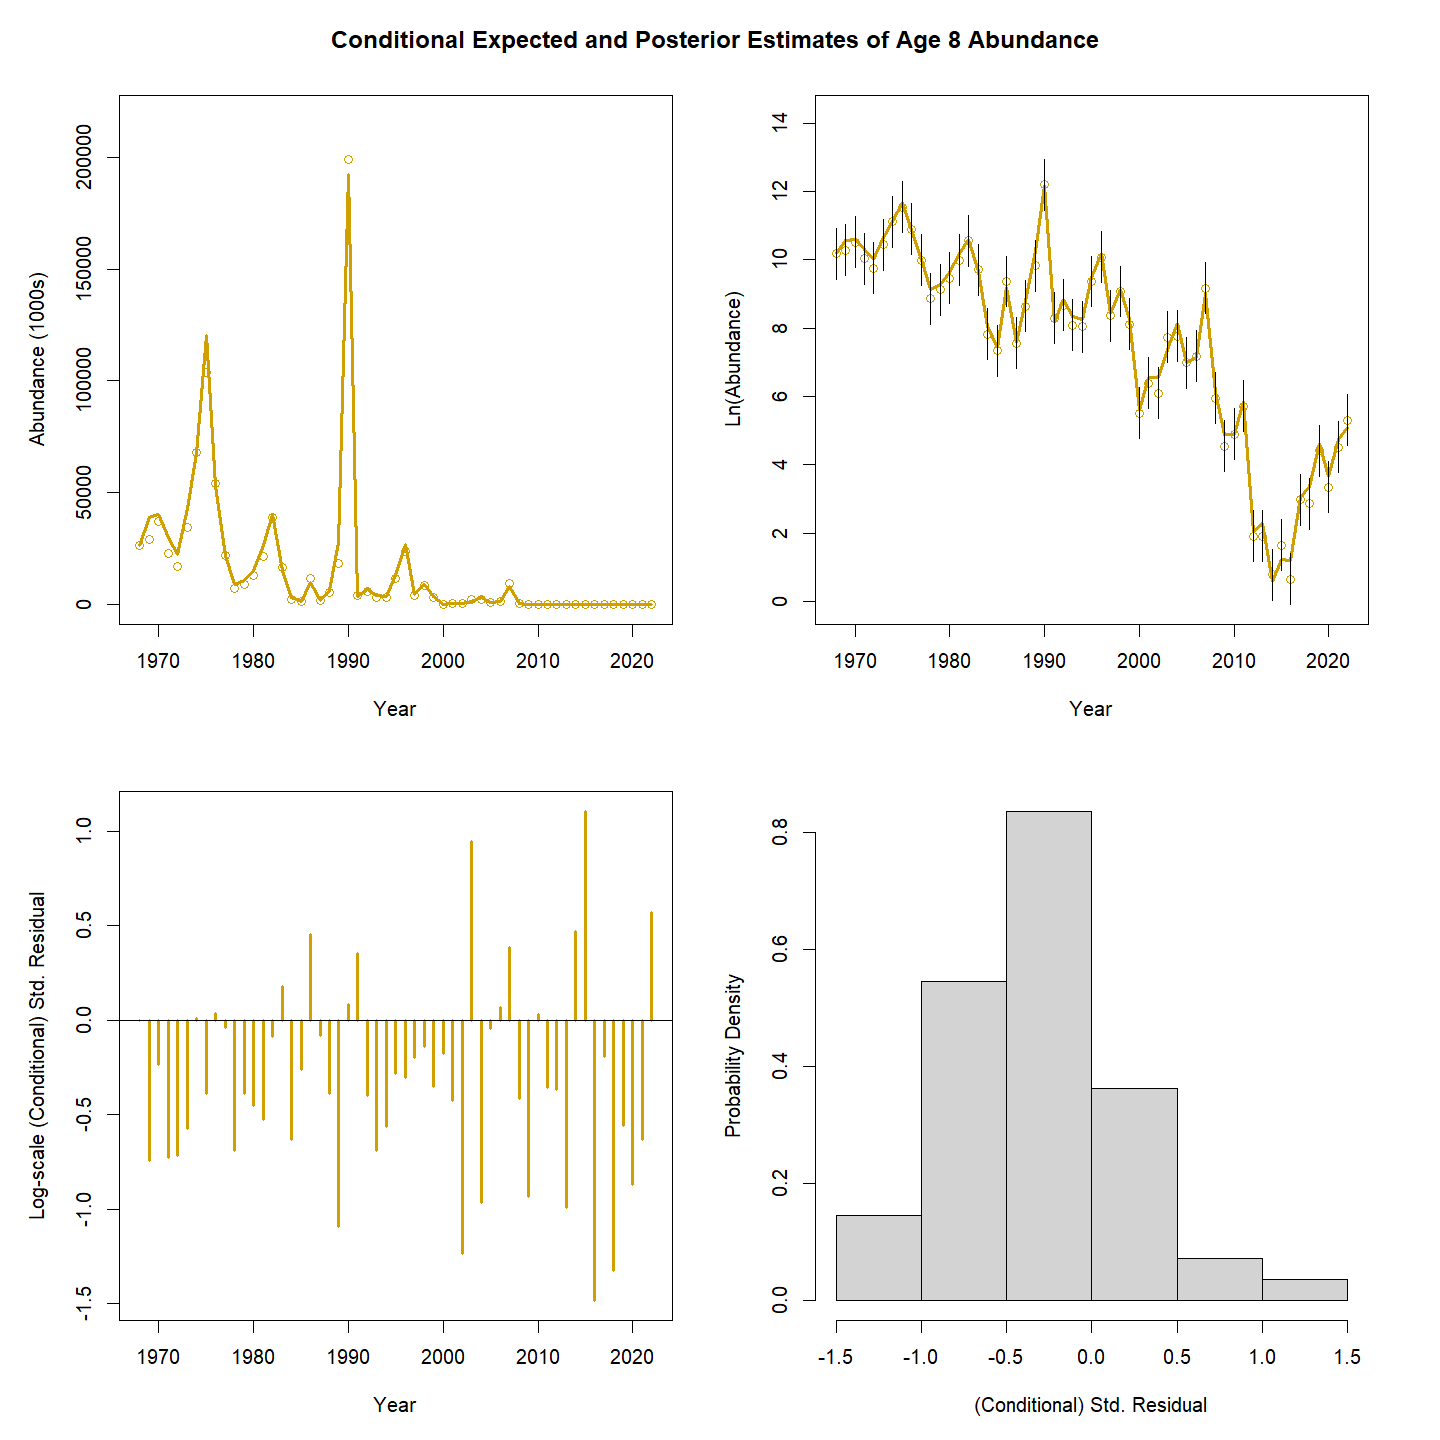 Conditional Expected and Posterior Estimates of Age 8 Abundance
Abundance (1000s)
200000
150000
100000
50000
0
1970 1980 1990 2000 2010 2020
Year
Ln(Abundance)
14
12
10
8
6
4
2
0
1970 1980 1990 2000 2010 2020
Year
Log-scale (Conditional) Std. Residual
1.0
0.5
0.0
-0.5
-1.0
-1.5
1970 1980 1990 2000 2010 2020
Year
Probability Density
0.8
0.6
0.4
0.2
0.0
-1.5 -1.0 -0.5 0.0 0.5 1.0 1.5
(Conditional) Std. Residual